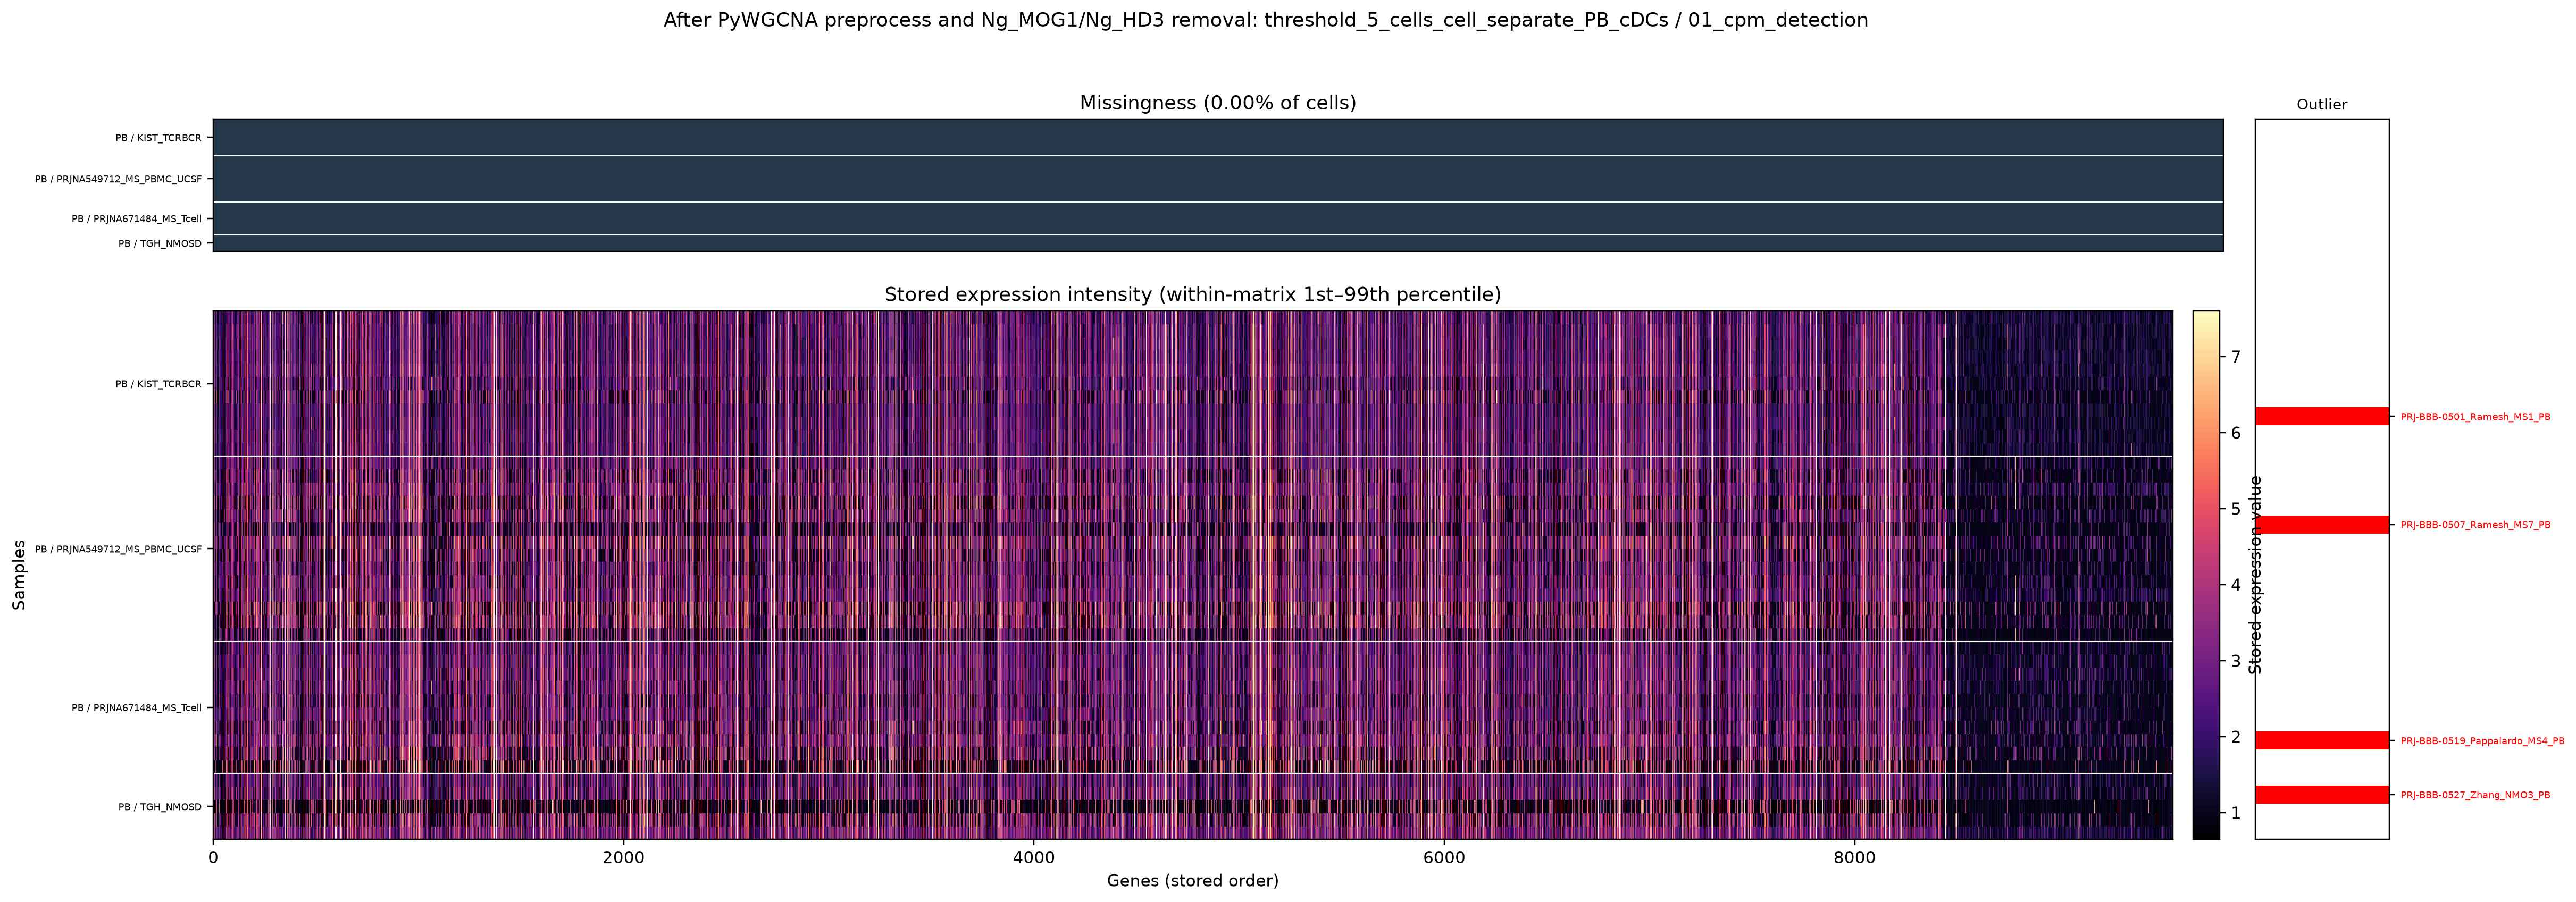 After PyWGCNA preprocess and Ng_MOG1/Ng_HD3 removal: threshold_5_cells_cell_separate_PB_cDCs / 01_cpm_detection
Missingness (0.00% of cells)
Outlier
PB / KIST_TCRBCR
PB / PRJNA549712_MS_PBMC_UCSF
PB / PRJNA671484_MS_Tcell
PB / TGH_NMOSD
Stored expression intensity (within-matrix 1st–99th percentile)
PB / KIST_TCRBCR
PB / PRJNA549712_MS_PBMC_UCSF
PB / PRJNA671484_MS_Tcell
PB / TGH_NMOSD
Samples
0
2000
4000
6000
8000
Genes (stored order)
7
6
5
4
3
2
1
Stored expression value
PRJ-BBB-0501_Ramesh_MS1_PB
PRJ-BBB-0507_Ramesh_MS7_PB
PRJ-BBB-0519_Pappalardo_MS4_PB
PRJ-BBB-0527_Zhang_NMO3_PB